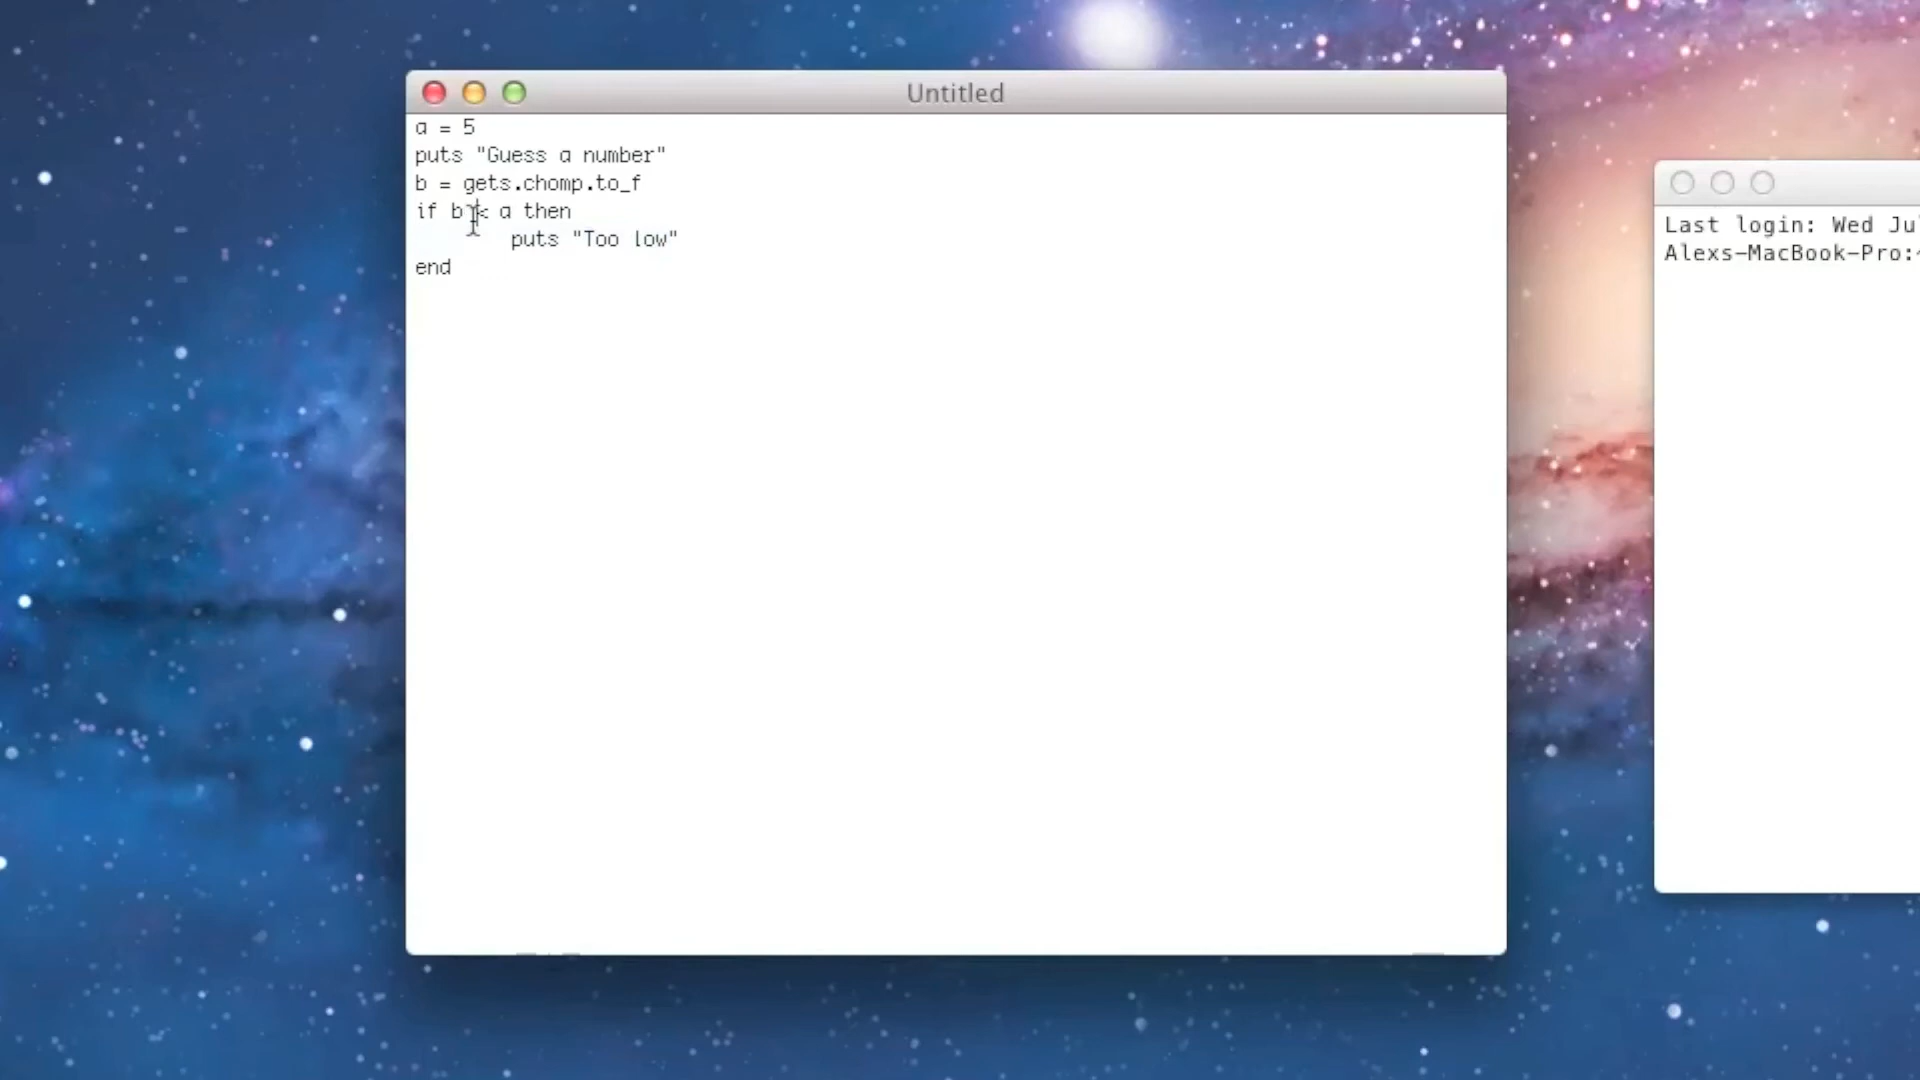 Untitled
a = 5
puts "Guess a number"
b = gets.chomp.to_f
if b < a then
puts "Too low"
end
Last login: Wed Ju
Alexs-MacBook-Pro: